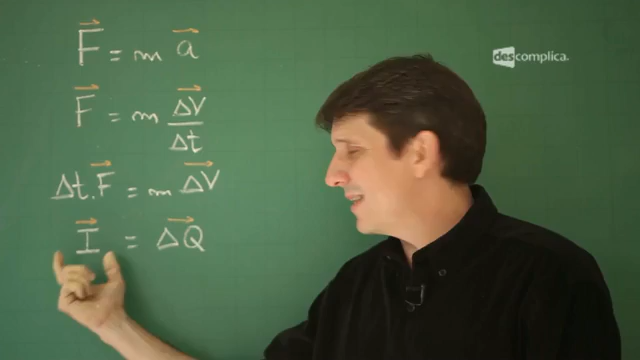 F⃗ = m a⃗
F⃗ = m ΔV⃗/Δt
Δt.F⃗ = m ΔV⃗
I⃗ = ΔQ⃗
descomplica.